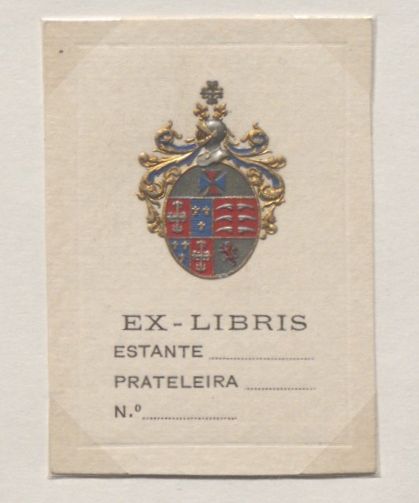 EX-LIBRIS
ESTANTE
PRATELEIRA
N.º